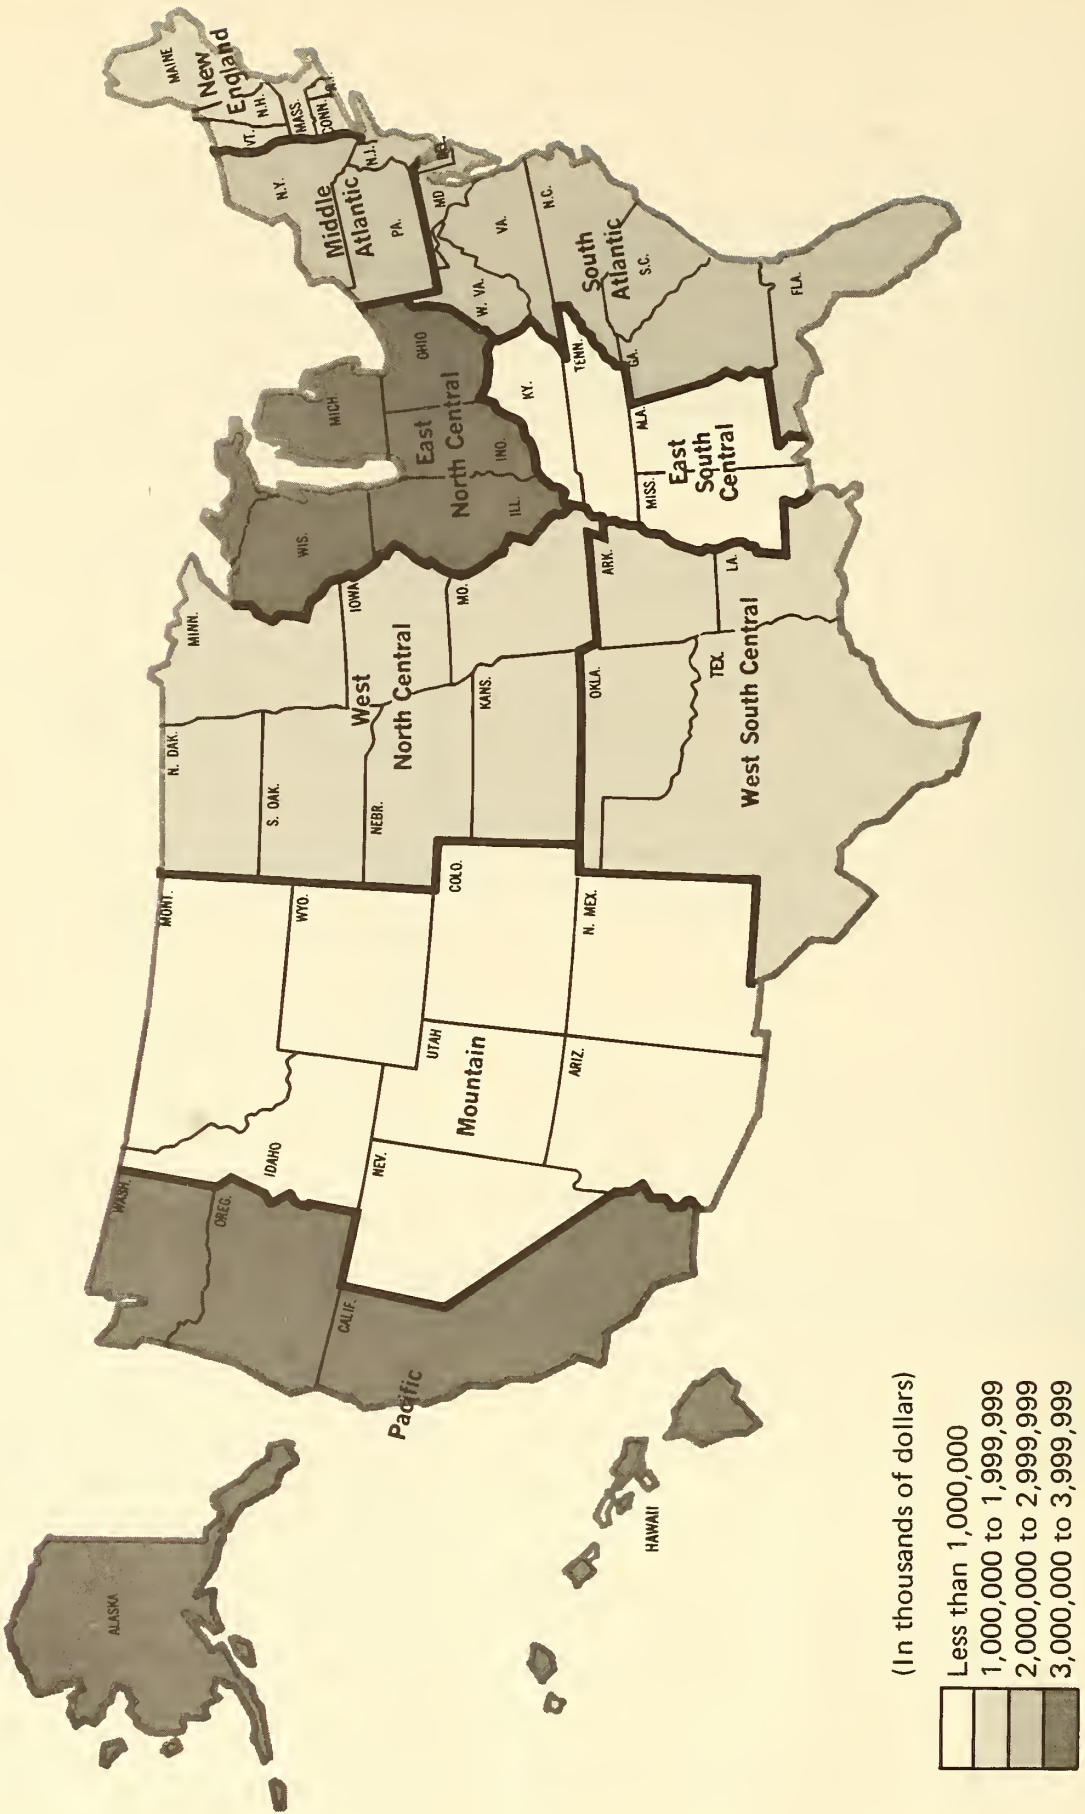 ALASKA
HAWAII
Pacific
WASH.
OREG.
CALIF.
Mountain
MONT.
IDAHO
WYO.
NEV.
UTAH
COLO.
ARIZ.
N. MEX.
West
North Central
N. DAK.
S. OAK.
NEBR.
KANS.
MINN.
IOWA
MO.
West South Central
OKLA.
TEX.
ARK.
LA.
East
North Central
WIS.
MICH.
ILL.
INO.
OHIO
East
South
Central
KY.
TENN.
MISS.
ALA.
South
Atlantic
MD
W. VA.
VA.
N.C.
S.C.
GA.
FLA.
Middle
Atlantic
N.Y.
PA.
N.J.
New
England
MAINE
VT.
N.H.
MASS.
CONN.
R.I.
(In thousands of dollars)
Less than 1,000,000
1,000,000 to 1,999,999
2,000,000 to 2,999,999
3,000,000 to 3,999,999